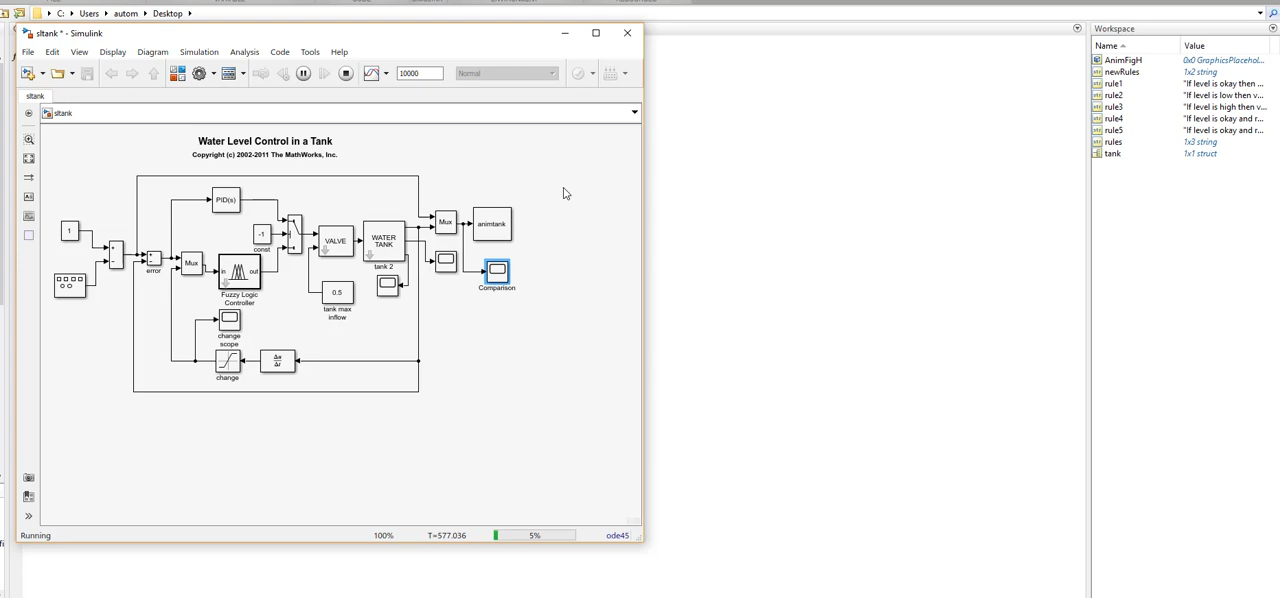 C: Users autom Desktop
sltank * - Simulink
File Edit View Display Diagram Simulation Analysis Code Tools Help
10000 Normal
sltank
sltank
Water Level Control in a Tank
Copyright (c) 2002-2011 The MathWorks, Inc.
PID(s)
1
-1
const
VALVE
WATER
TANK
tank 2
Mux
animtank
error
Mux
in out
Fuzzy Logic
Controller
0.5
tank max
inflow
Comparison
change
scope
Δu
Δt
change
Running 100% T=577.036 5% ode45
Workspace
Name Value
AnimFigH 0x0 GraphicsPlacehol...
newRules 1x2 string
rule1 "If level is okay then ...
rule2 "If level is low then v...
rule3 "If level is high then v...
rule4 "If level is okay and r...
rule5 "If level is okay and r...
rules 1x3 string
tank 1x1 struct